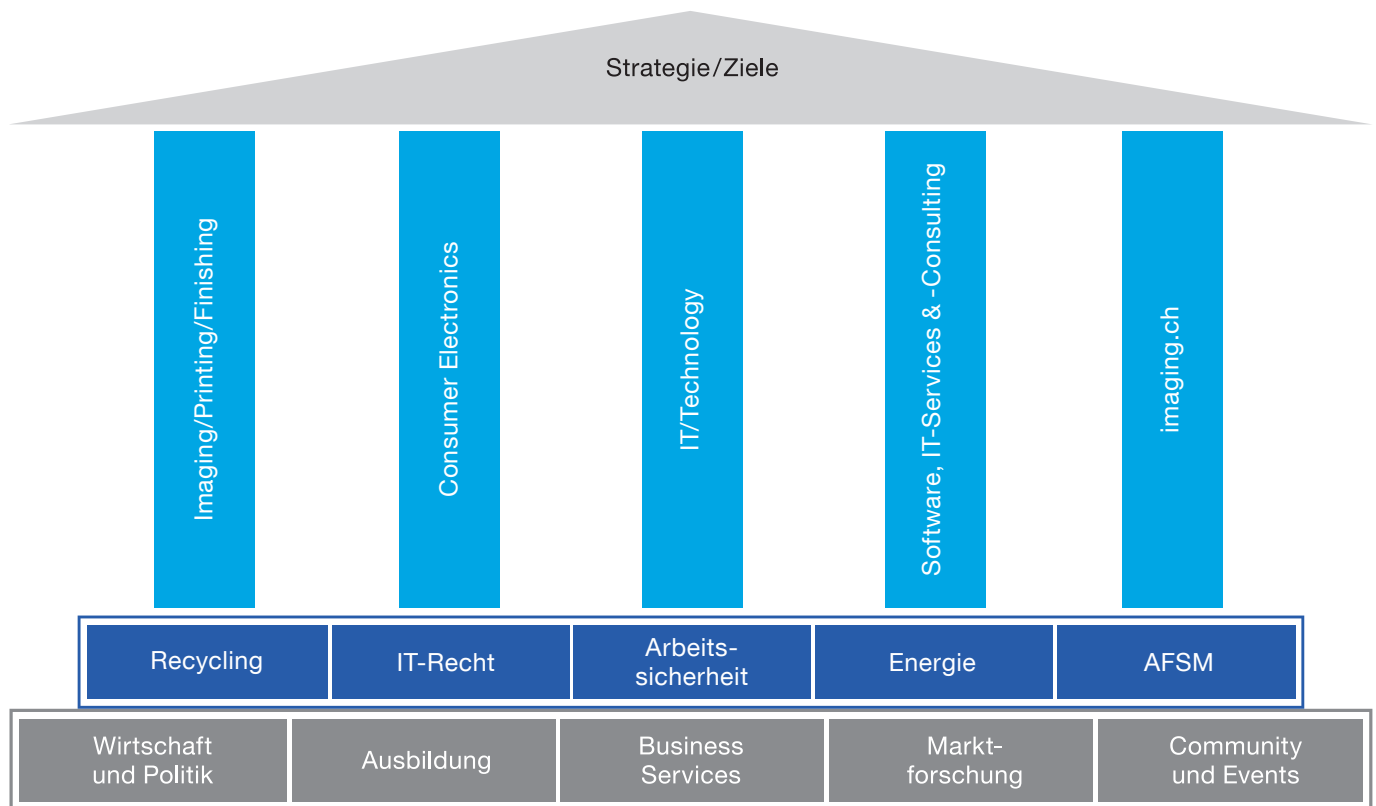 Strategie/Ziele
Imaging/Printing/Finishing
Consumer Electronics
IT/Technology
Software, IT-Services & -Consulting
imaging.ch
Recycling
IT-Recht
Arbeits-
sicherheit
Energie
AFSM
Wirtschaft
und Politik
Ausbildung
Business
Services
Markt-
forschung
Community
und Events